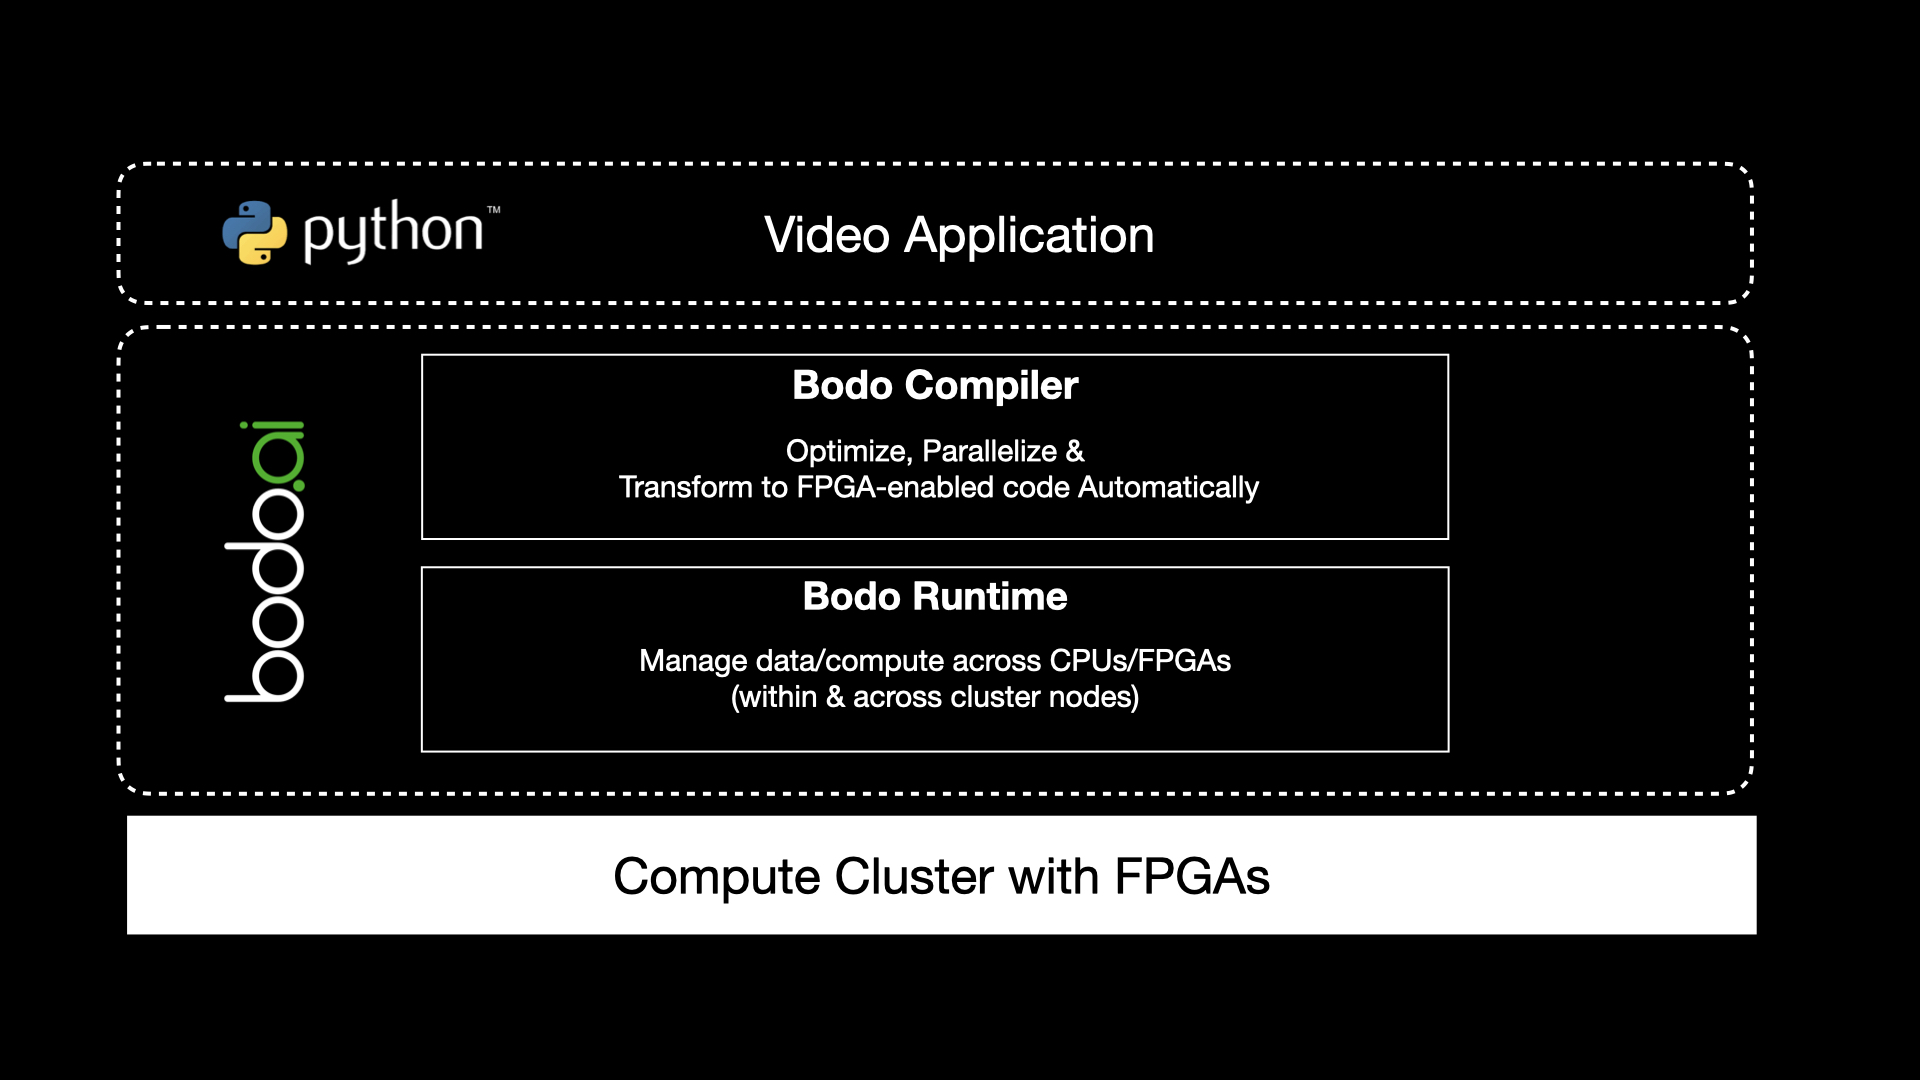 python™
Video Application
bodo.ai
Bodo Compiler
Optimize, Parallelize &
Transform to FPGA-enabled code Automatically
Bodo Runtime
Manage data/compute across CPUs/FPGAs
(within & across cluster nodes)
Compute Cluster with FPGAs